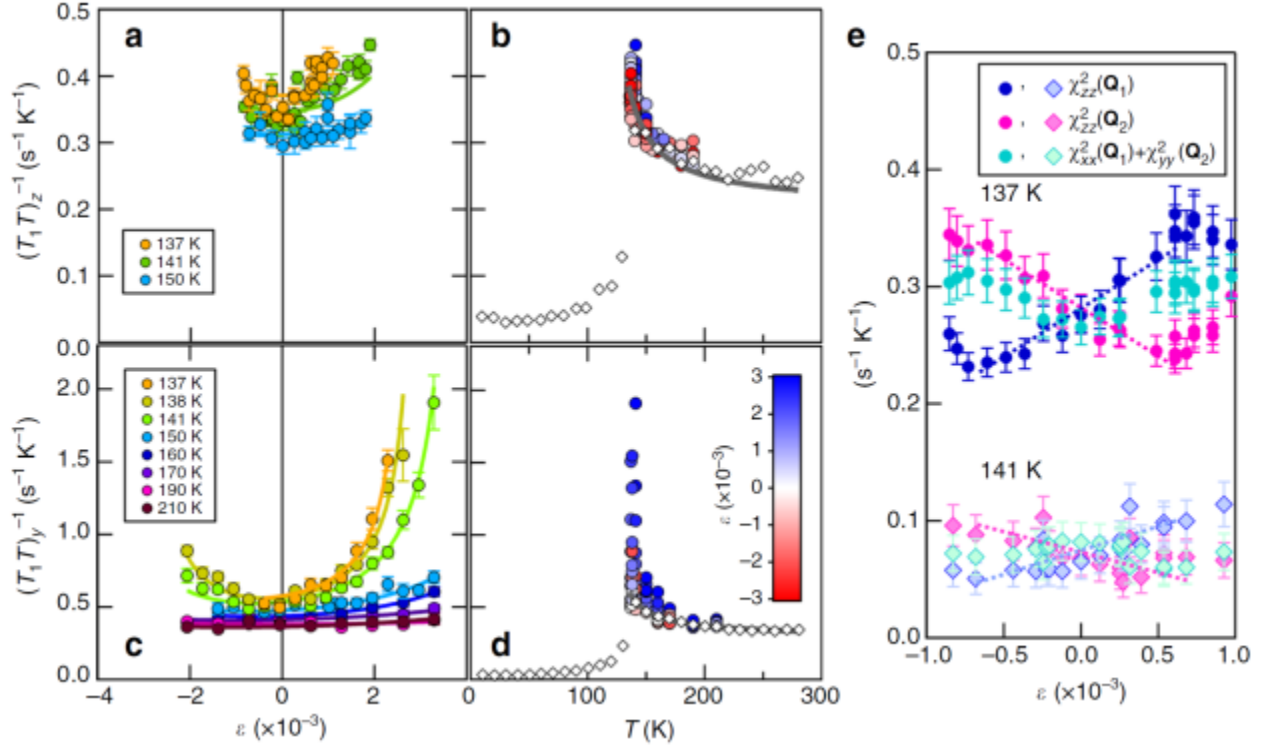 a
0.5
0.4
0.3
0.2
0.1
0.0
(T₁T)z⁻¹ (s⁻¹ K⁻¹)
137 K
141 K
150 K
b
c
2.0
1.5
1.0
0.5
0.0
(T₁T)y⁻¹ (s⁻¹ K⁻¹)
137 K
138 K
141 K
150 K
160 K
170 K
190 K
210 K
−4 −2 0 2
ε (×10⁻³)
d
3
2
1
0
−1
−2
−3
ε (×10⁻³)
0 100 200 300
T (K)
e
0.5
0.4
0.3
0.2
0.1
0.0
(s⁻¹ K⁻¹)
, χ²zz(Q₁)
, χ²zz(Q₂)
, χ²xx(Q₁)+χ²yy(Q₂)
137 K
141 K
−1.0 −0.5 0.0 0.5 1.0
ε (×10⁻³)